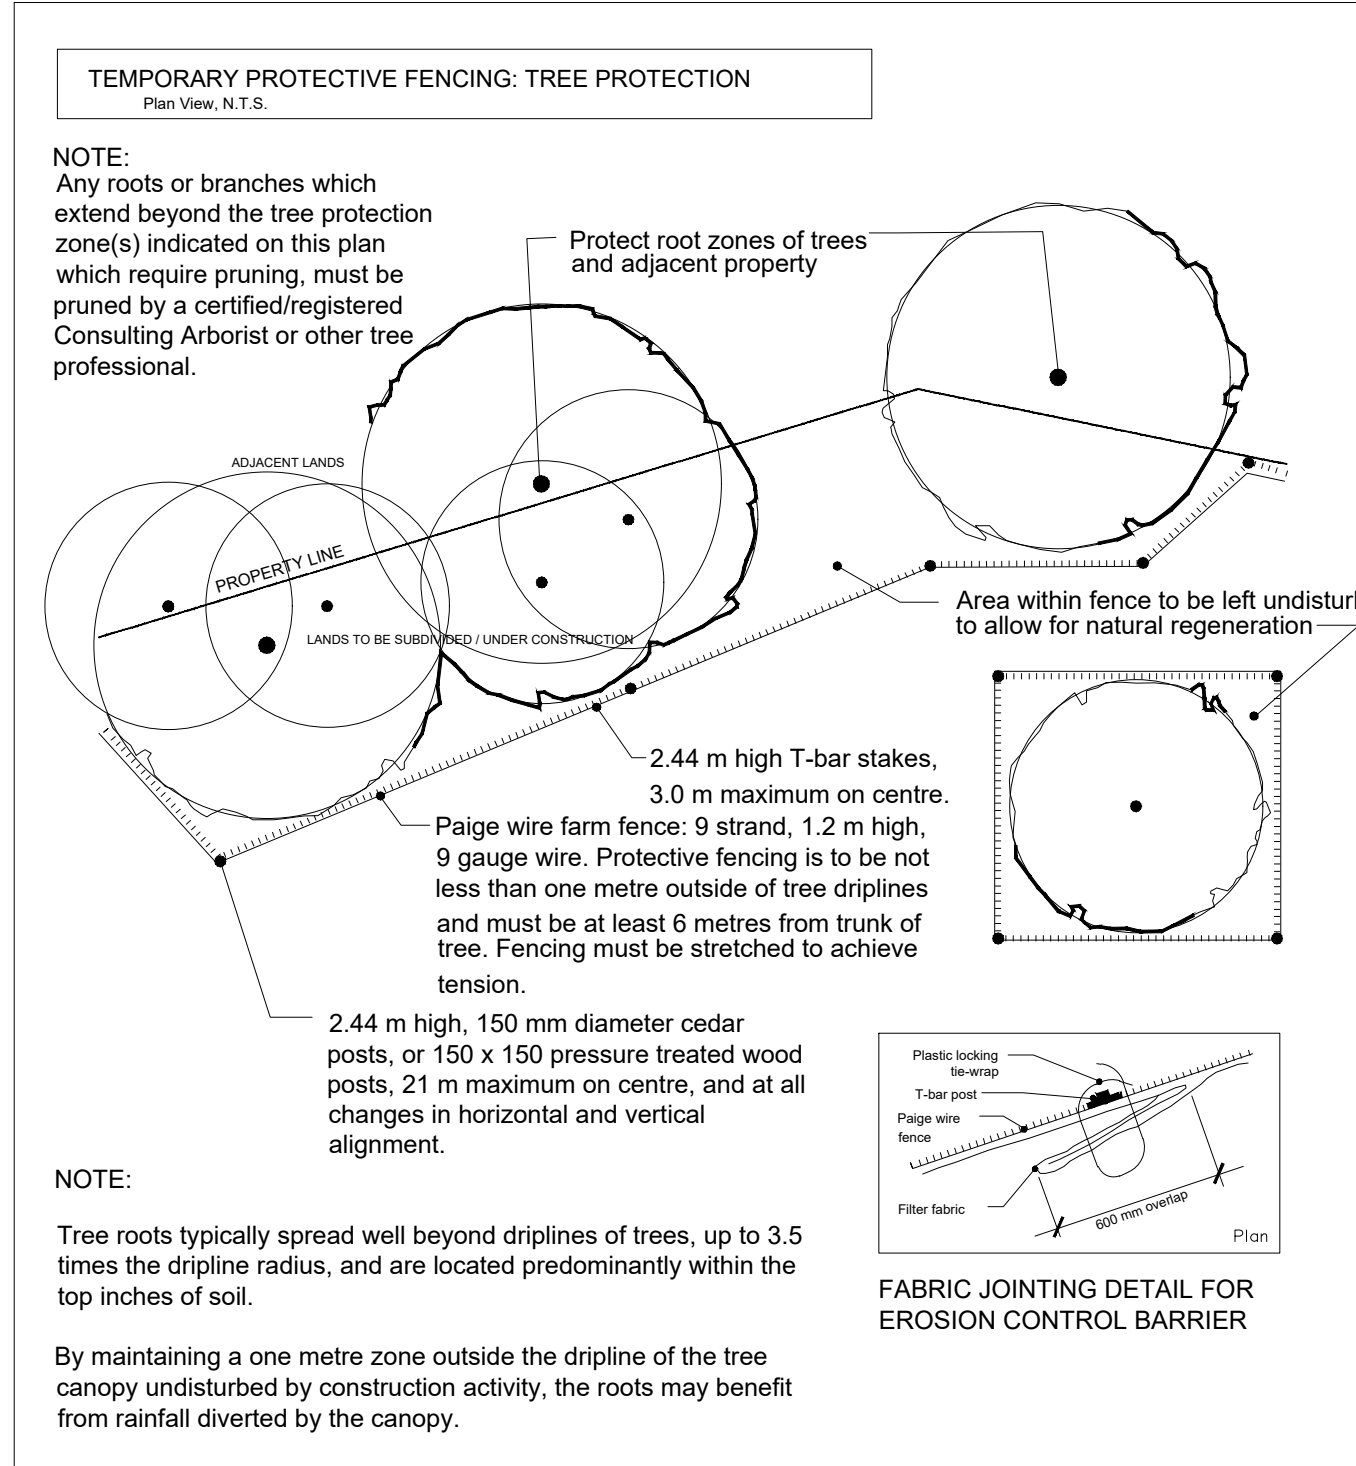 TEMPORARY PROTECTIVE FENCING: TREE PROTECTION
Plan View, N.T.S.
NOTE:
Any roots or branches which
extend beyond the tree protection
zone(s) indicated on this plan
which require pruning, must be
pruned by a certified/registered
Consulting Arborist or other tree
professional.
Protect root zones of trees
and adjacent property
ADJACENT LANDS
PROPERTY LINE
LANDS TO BE SUBDIVIDED / UNDER CONSTRUCTION
Area within fence to be left
to allow for natural regeneration
2.44 m high T-bar stakes,
3.0 m maximum on centre.
Paige wire farm fence: 9 strand, 1.2 m high,
9 gauge wire. Protective fencing is to be not
less than one metre outside of tree driplines
and must be at least 6 metres from trunk of
tree. Fencing must be stretched to achieve
tension.
2.44 m high, 150 mm diameter cedar
posts, or 150 x 150 pressure treated wood
posts, 21 m maximum on centre, and at all
changes in horizontal and vertical
alignment.
Plastic locking
tie-wrap
T-bar post
Paige wire
fence
Filter fabric
600 mm overlap
Plan
FABRIC JOINTING DETAIL FOR
EROSION CONTROL BARRIER
NOTE:
Tree roots typically spread well beyond driplines of trees, up to 3.5
times the dripline radius, and are located predominantly within the
top inches of soil.
By maintaining a one metre zone outside the dripline of the tree
canopy undisturbed by construction activity, the roots may benefit
from rainfall diverted by the canopy.